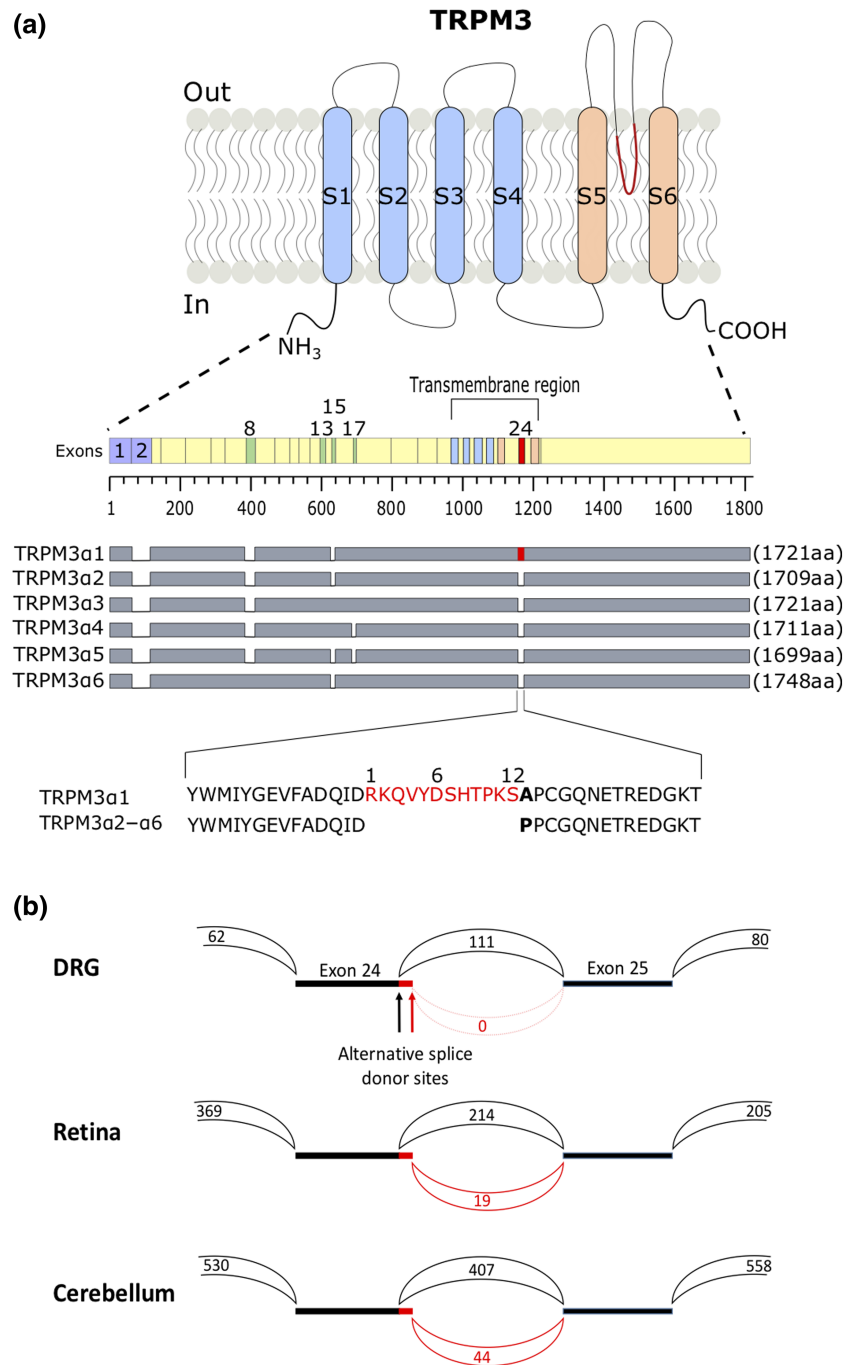 (a)
TRPM3
Out
S1 S2 S3 S4 S5 S6
In
NH3
COOH
Transmembrane region
15
8 13 17 24
Exons 1 2
1 200 400 600 800 1000 1200 1400 1600 1800
TRPM3α1 (1721aa)
TRPM3α2 (1709aa)
TRPM3α3 (1721aa)
TRPM3α4 (1711aa)
TRPM3α5 (1699aa)
TRPM3α6 (1748aa)
1 6 12
TRPM3α1 YWMIYGEVFADQIDRKQVYDSHTPKSAPCGQNETREDGKT
TRPM3α2–α6 YWMIYGEVFADQID PPCGQNETREDGKT
(b)
62 111 80
DRG Exon 24 Exon 25
0
Alternative splice
donor sites
369 214 205
Retina
19
530 407 558
Cerebellum
44